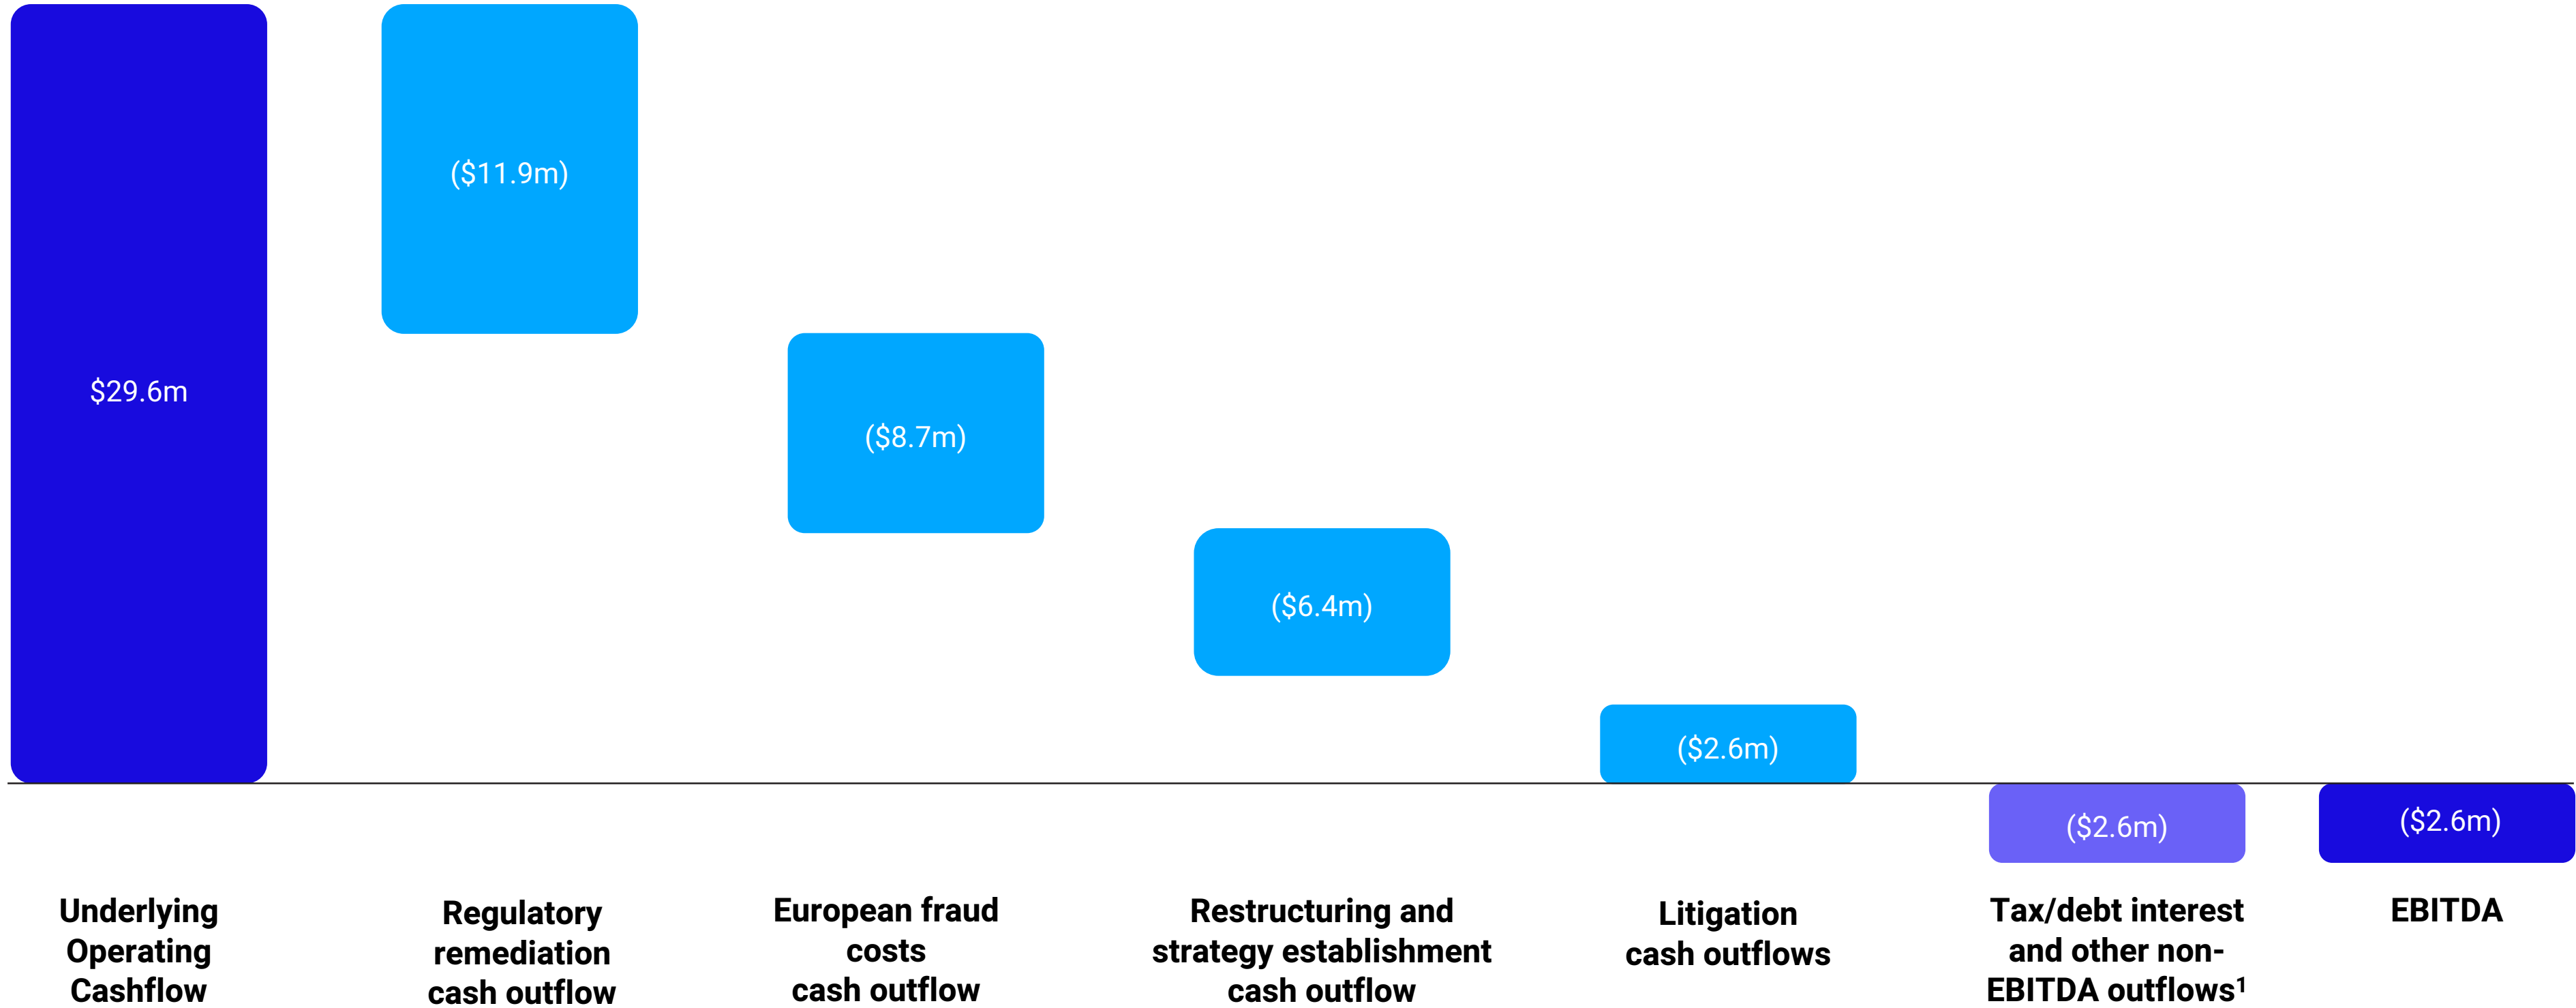 $29.6m
($11.9m)
($8.7m)
($6.4m)
($2.6m)
($2.6m)
($2.6m)
Underlying
Operating
Cashflow
Regulatory
remediation
cash outflow
European fraud
costs
cash outflow
Restructuring and
strategy establishment
cash outflow
Litigation
cash outflows
Tax/debt interest
and other non-
EBITDA outflows¹
EBITDA